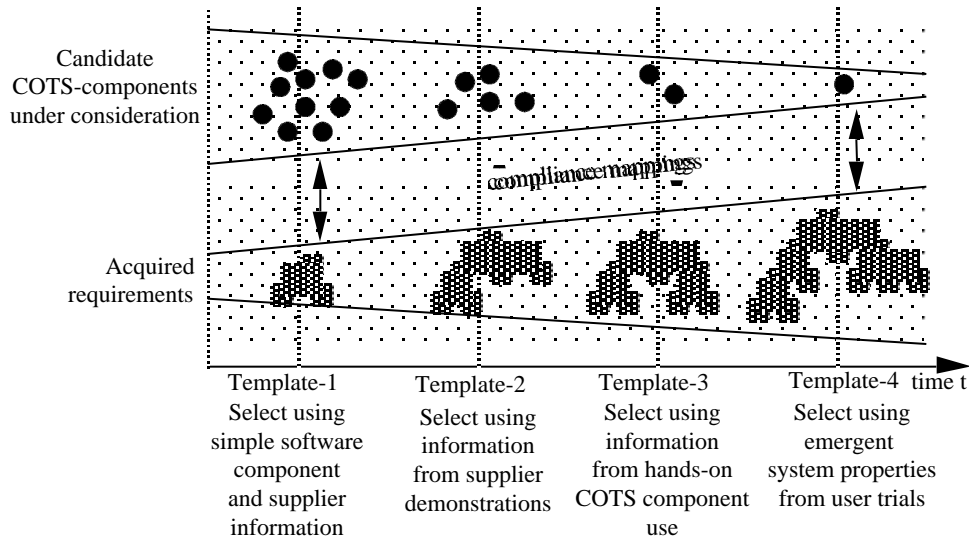 Candidate
COTS-components
under consideration
compliance mappings
Acquired
requirements
Template-1
Template-2
Template-3
Template-4
time t
Select using
simple software
component
and supplier
information
Select using
information
from supplier
demonstrations
Select using
information
from hands-on
COTS component
use
Select using
emergent
system properties
from user trials